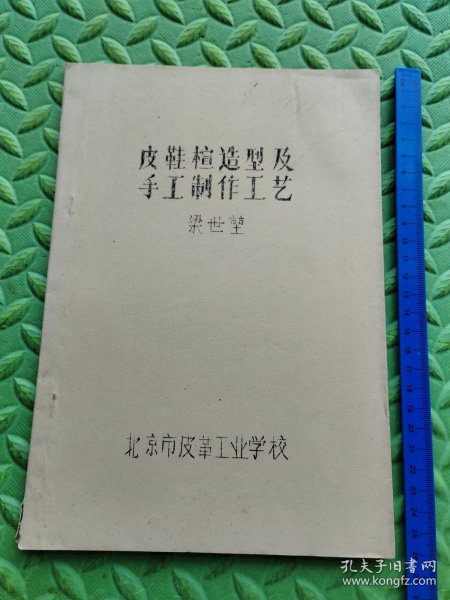 皮鞋楦造型及
手工制作工艺
梁世堃
北京市皮革工业学校
孔夫子旧书网
www.kongfz.com